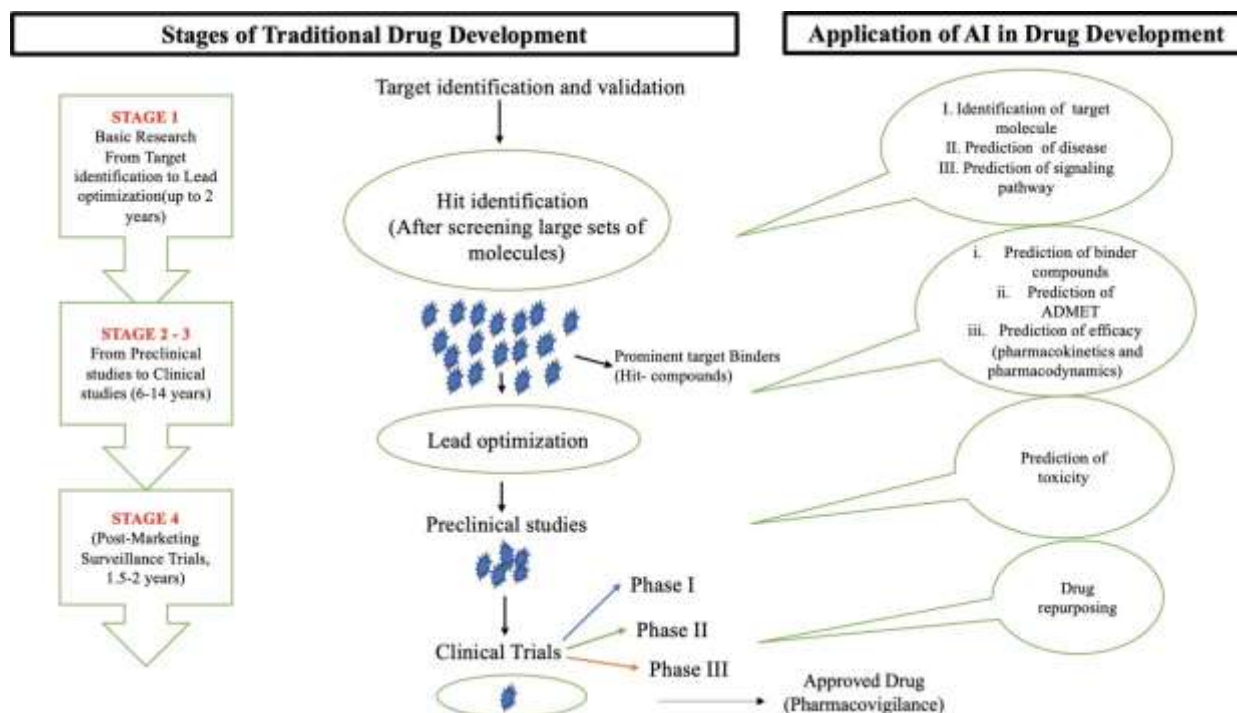 Stages of Traditional Drug Development
Application of AI in Drug Development
STAGE 1
Basic Research
From Target
identification to Lead
optimization(up to 2
years)
STAGE 2 - 3
From Preclinical
studies to Clinical
studies (6-14 years)
STAGE 4
(Post-Marketing
Surveillance Trials,
1.5-2 years)
Target identification and validation
Hit identification
(After screening large sets of
molecules)
Prominent target Binders
(Hit- compounds)
Lead optimization
Preclinical studies
Phase I
Phase II
Clinical Trials
Phase III
Approved Drug
(Pharmacovigilance)
I. Identification of target
molecule
II. Prediction of disease
III. Prediction of signaling
pathway
i. Prediction of binder
compounds
ii. Prediction of
ADMET
iii. Prediction of efficacy
(pharmacokinetics and
pharmacodynamics)
Prediction of
toxicity
Drug
repurposing